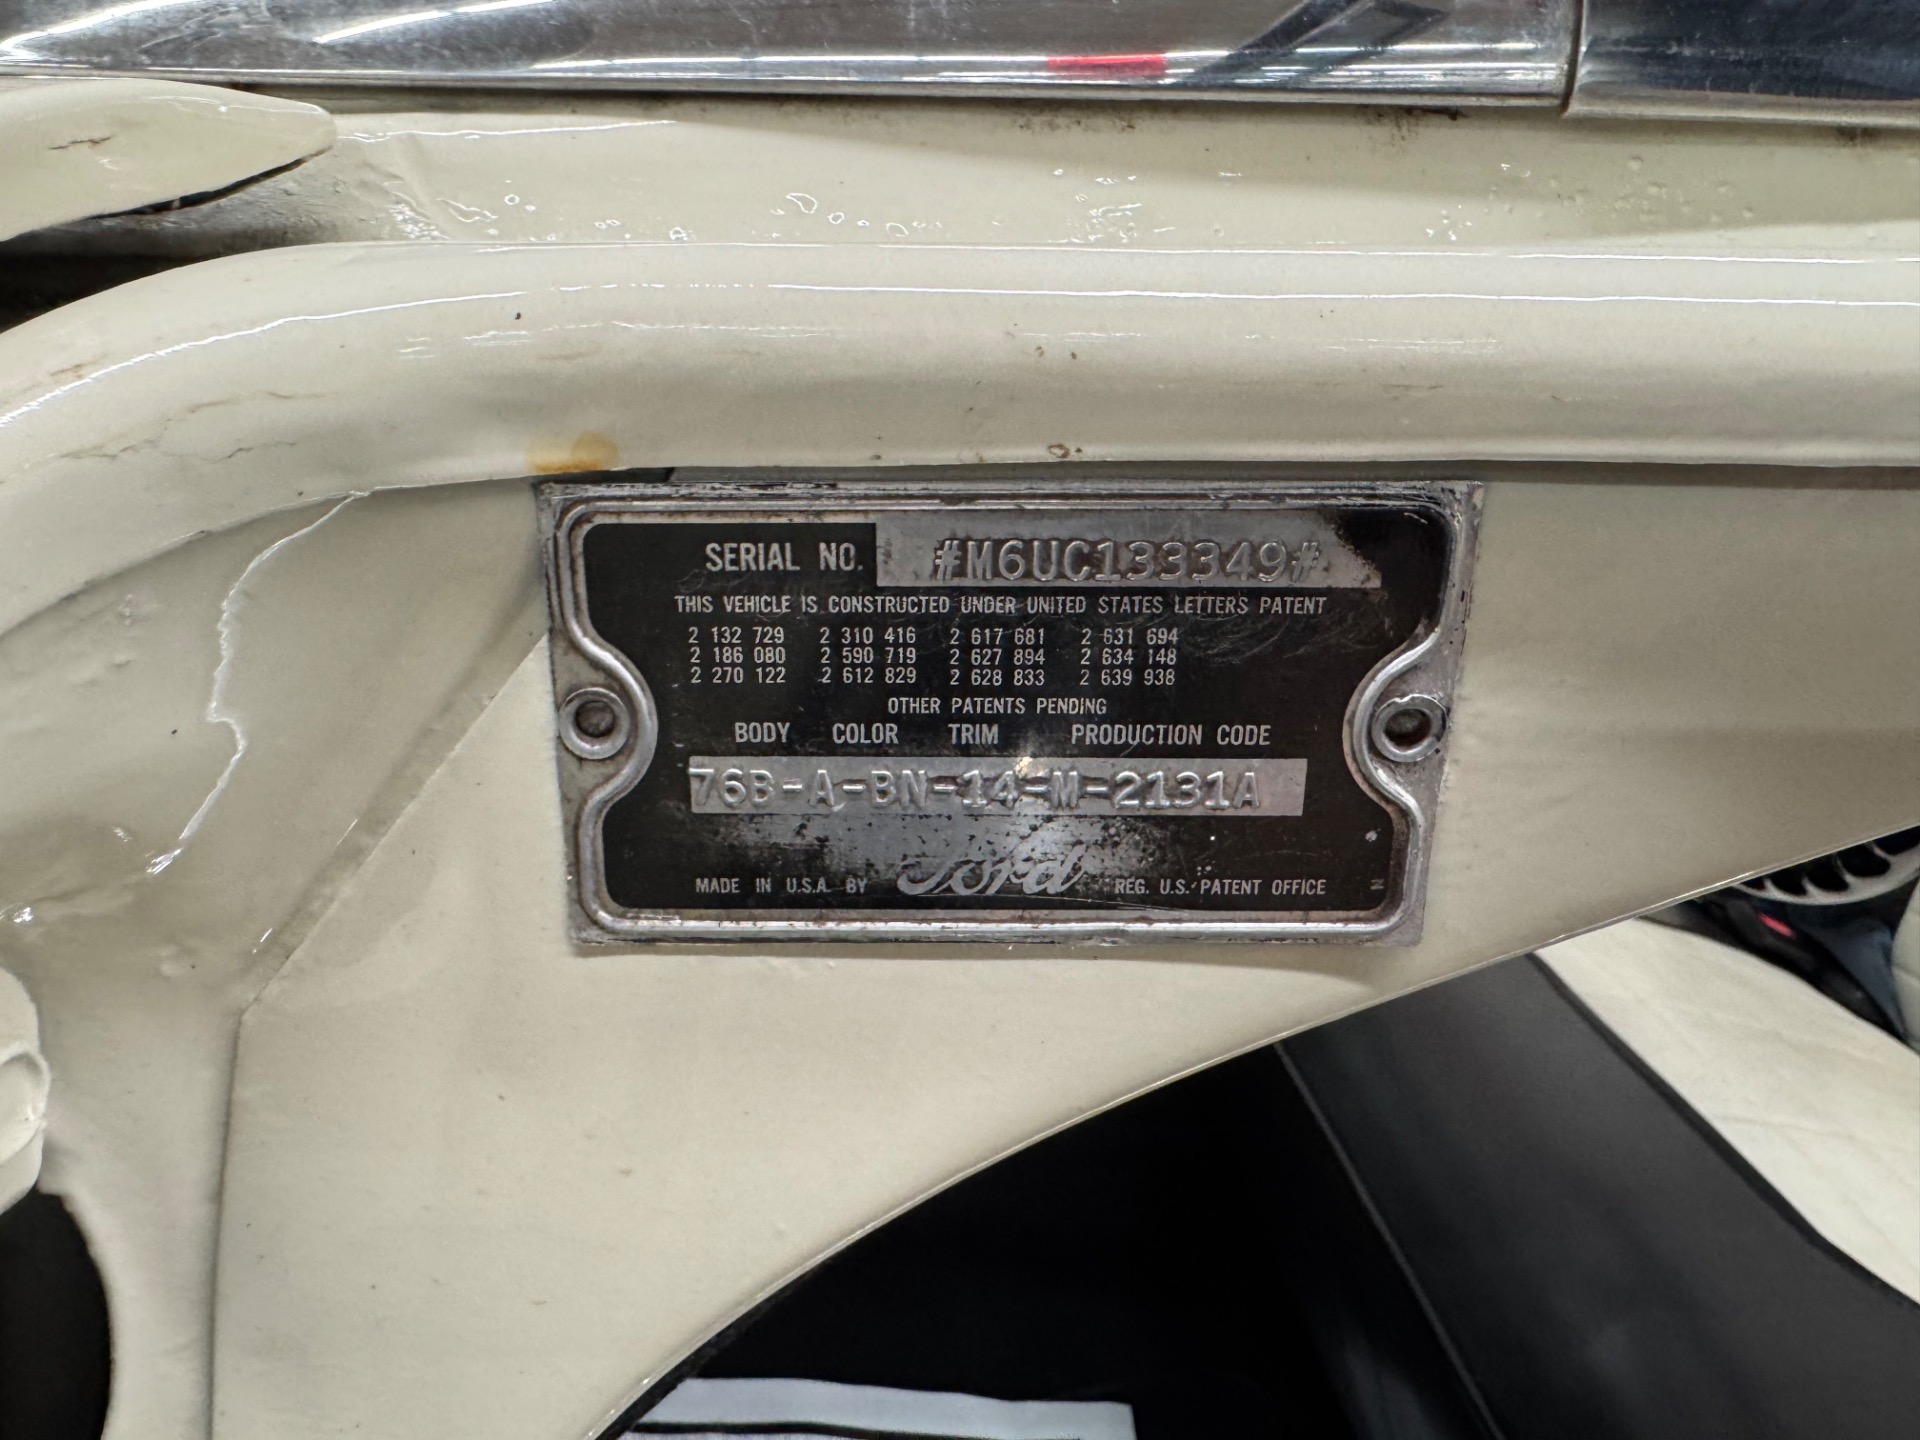 SERIAL NO. #M6UC133349#
THIS VEHICLE IS CONSTRUCTED UNDER UNITED STATES LETTERS PATENT
2 132 729 2 310 416 2 617 681 2 631 694
2 186 080 2 590 719 2 627 894 2 634 148
2 270 122 2 612 829 2 628 833 2 639 938
OTHER PATENTS PENDING
BODY COLOR TRIM PRODUCTION CODE
76B-A-BN-14-M-2131A
MADE IN U.S.A. BY Ford REG. U.S. PATENT OFFICE